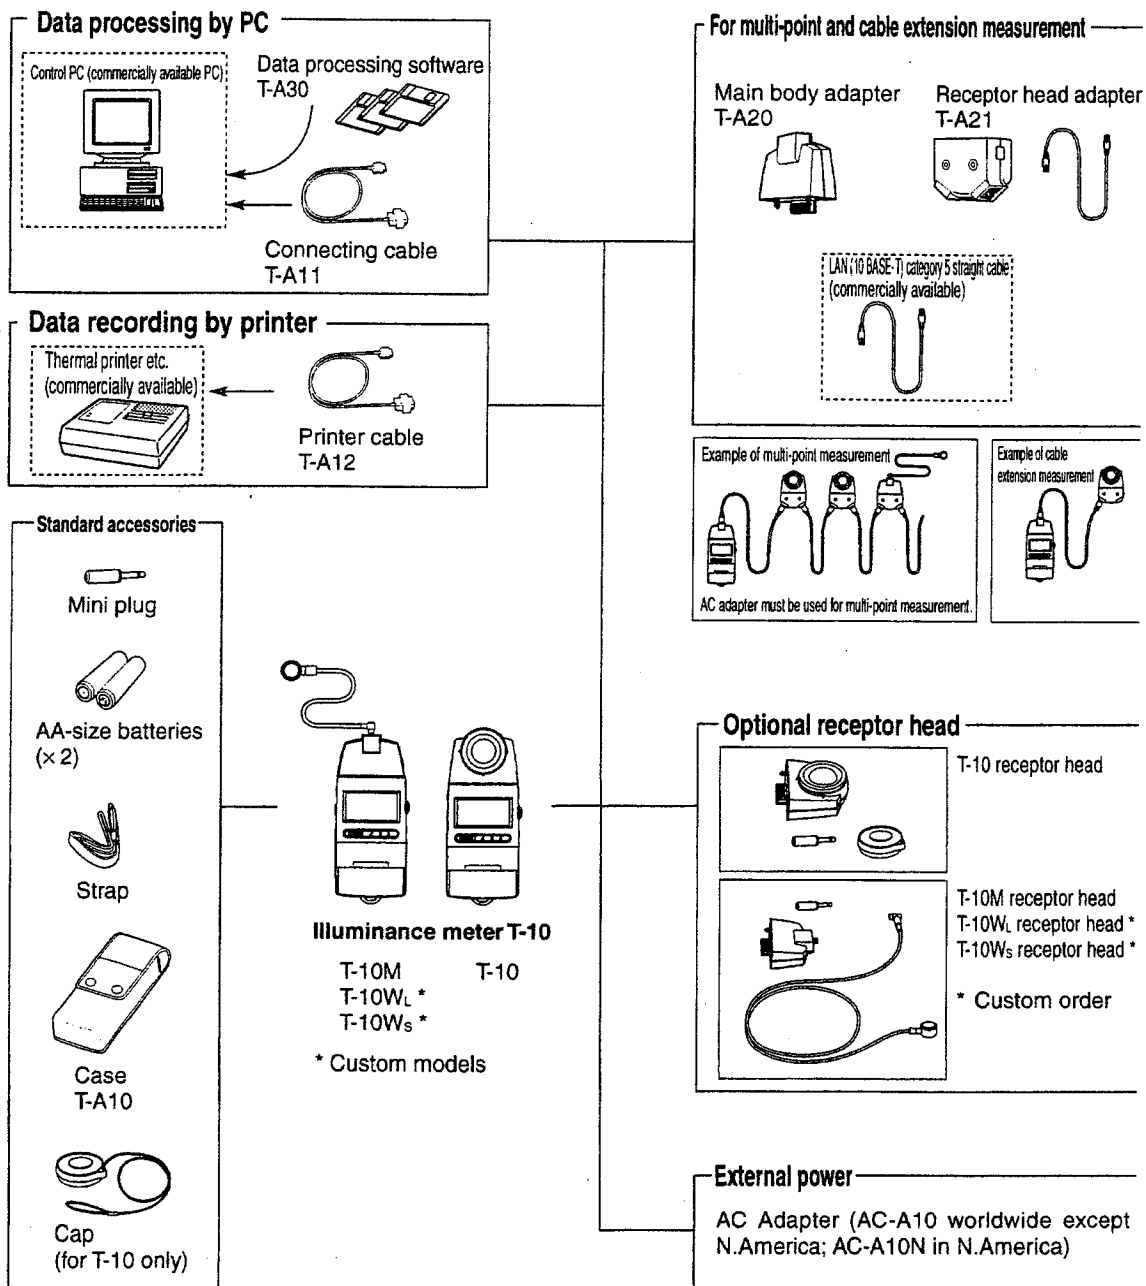 Data processing by PC
Control PC (commercially available PC)
Data processing software
T-A30
Connecting cable
T-A11
Data recording by printer
Thermal printer etc.
(commercially available)
Printer cable
T-A12
Standard accessories
Mini plug
AA-size batteries
(× 2)
Strap
Case
T-A10
Cap
(for T-10 only)
Illuminance meter T-10
T-10M
T-10WL *
T-10Ws *
T-10
* Custom models
For multi-point and cable extension measurement
Main body adapter
T-A20
Receptor head adapter
T-A21
LAN (10 BASE-T) category 5 straight cable
(commercially available)
Example of multi-point measurement
AC adapter must be used for multi-point measurement.
Example of cable
extension measurement
Optional receptor head
T-10 receptor head
T-10M receptor head
T-10WL receptor head *
T-10Ws receptor head *
* Custom order
External power
AC Adapter (AC-A10 worldwide except
N.America; AC-A10N in N.America)